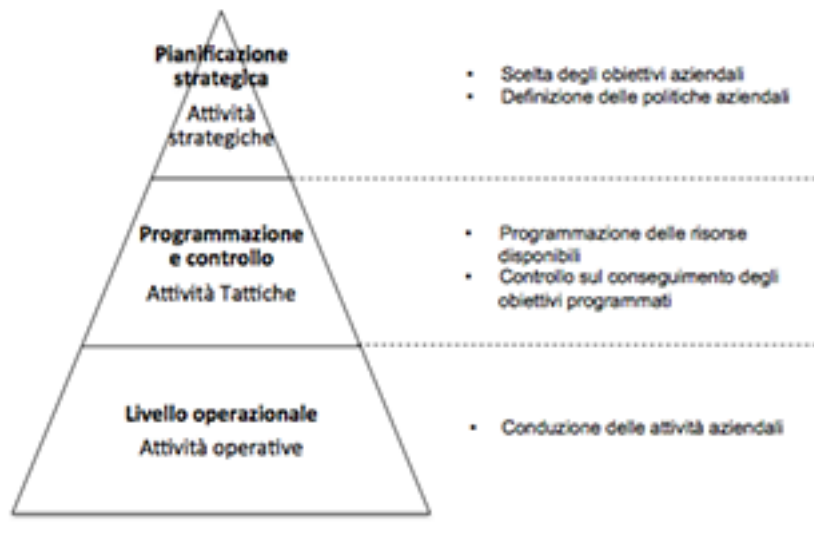 Pianificazione
strategica
Attività
strategiche
• Scelta degli obiettivi aziendali
• Definizione delle politiche aziendali
Programmazione
e controllo
Attività Tattiche
• Programmazione delle risorse
disponibili
• Controllo sul conseguimento degli
obiettivi programmati
Livello operazionale
Attività operative
• Conduzione delle attività aziendali